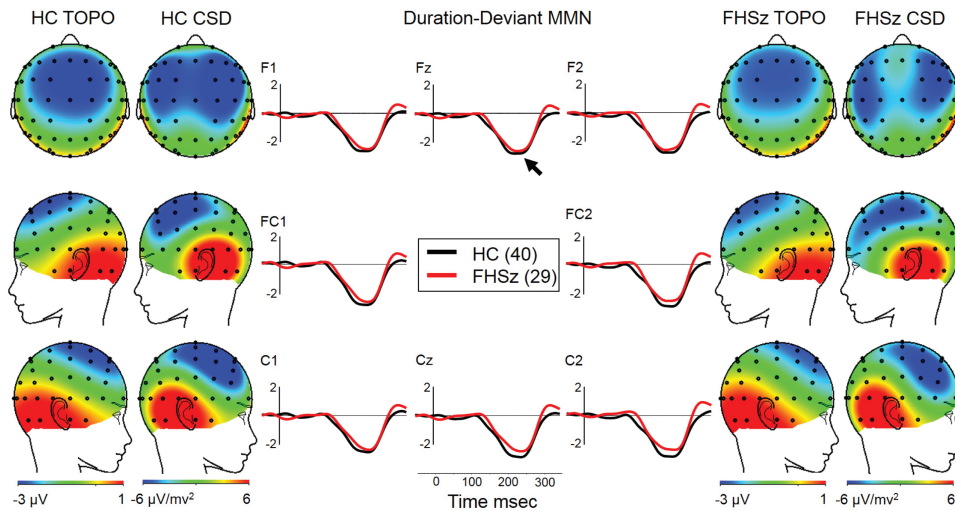 HC TOPO HC CSD Duration-Deviant MMN FHSz TOPO FHSz CSD
F1 Fz F2
2 2 2
-2 -2 -2
FC1 FC2
2 2
HC (40)
FHSz (29)
-2 -2
C1 Cz C2
2 2 2
-2 -2 -2
0 100 200 300
-3 µV 1 -6 µV/mv² 6 Time msec -3 µV 1 -6 µV/mv² 6